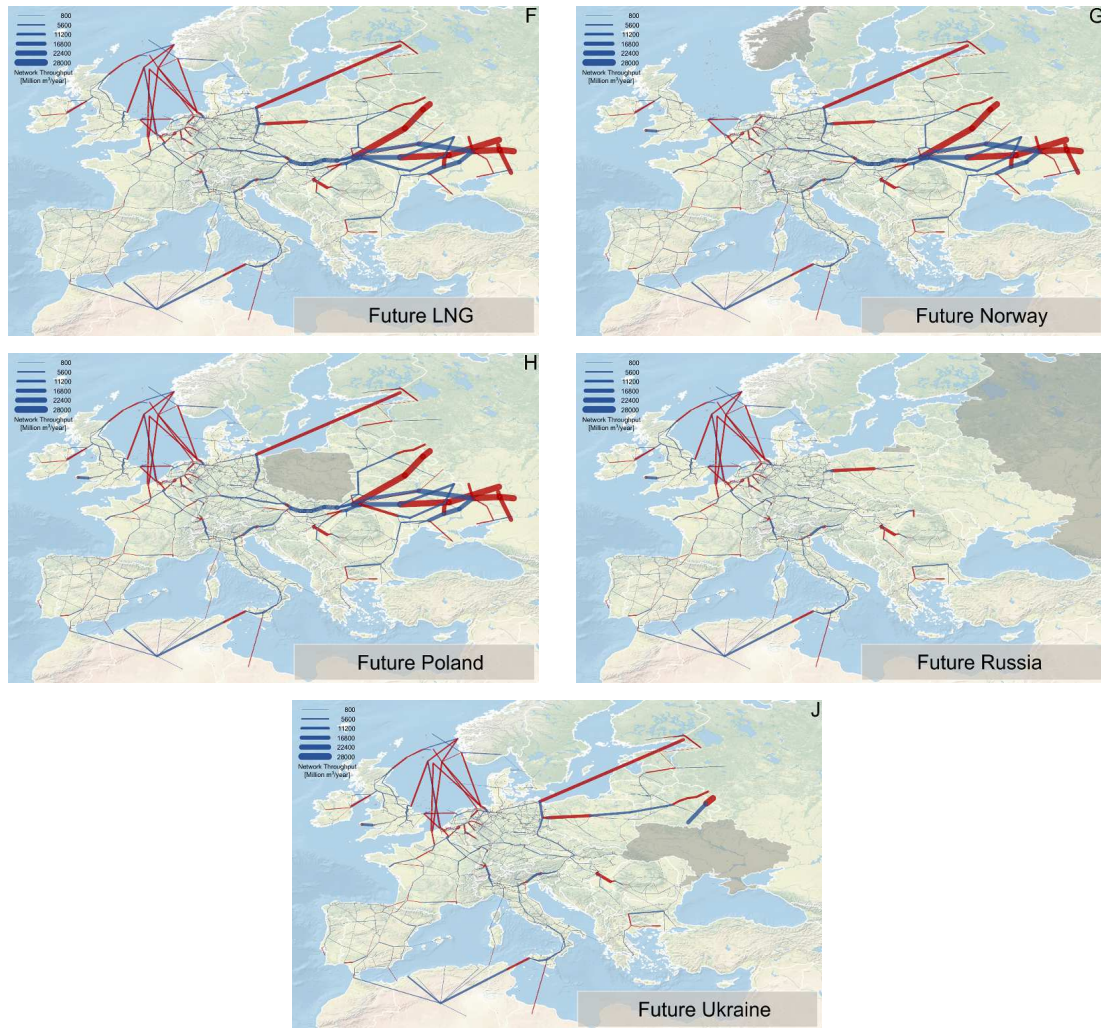 F
800
5600
11200
16800
22400
28000
Network Throughput
[Million m³/year]
Future LNG
G
800
5600
11200
16800
22400
28000
Network Throughput
[Million m³/year]
Future Norway
H
800
5600
11200
16800
22400
28000
Network Throughput
[Million m³/year]
Future Poland
800
5600
11200
16800
22400
28000
Network Throughput
[Million m³/year]
Future Russia
J
800
5600
11200
16800
22400
28000
Network Throughput
[Million m³/year]
Future Ukraine